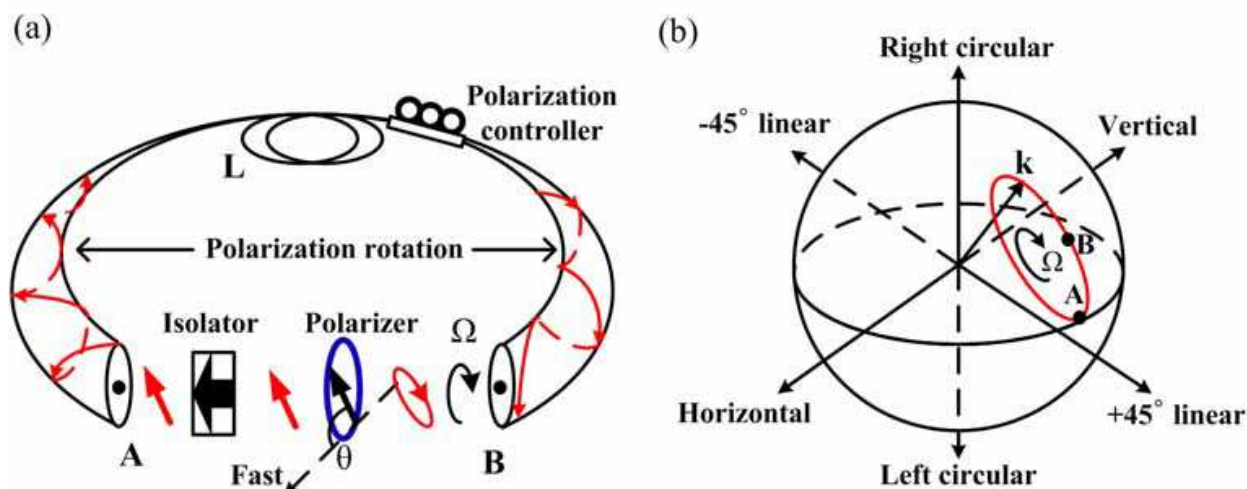 (a)
Polarization
controller
L
Polarization rotation
Isolator
Polarizer
Ω
A
Fast
θ
B
(b)
Right circular
-45° linear
Vertical
k
B
Ω
A
Horizontal
+45° linear
Left circular